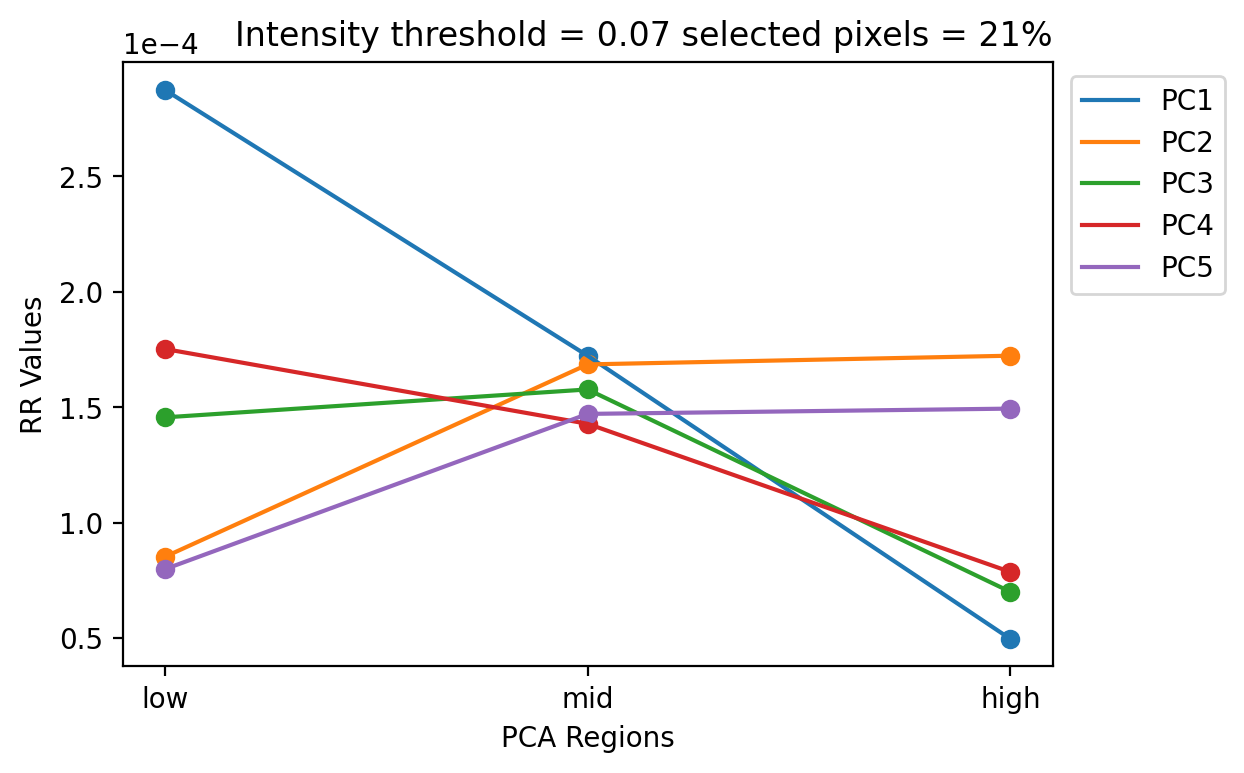 Intensity threshold = 0.07 selected pixels = 21%
1e−4
2.5
2.0
1.5
1.0
0.5
RR Values
low
mid
high
PCA Regions
PC1
PC2
PC3
PC4
PC5